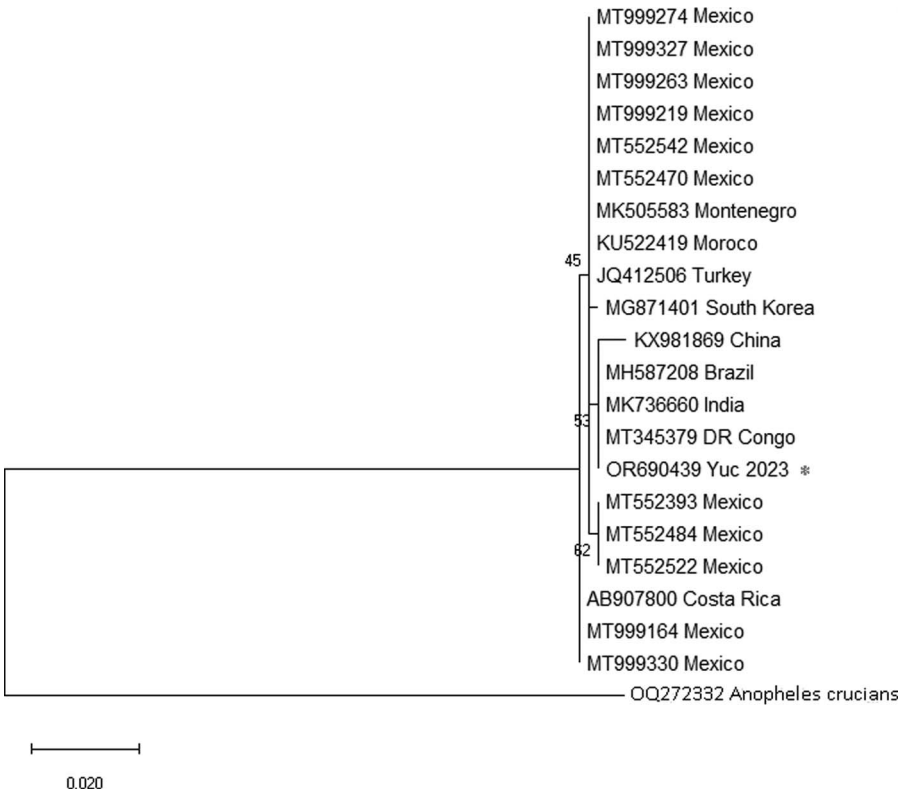 MT999274 Mexico
MT999327 Mexico
MT999263 Mexico
MT999219 Mexico
MT552542 Mexico
MT552470 Mexico
MK505583 Montenegro
KU522419 Moroco
45
JQ412506 Turkey
MG871401 South Korea
KX981869 China
MH587208 Brazil
MK736660 India
53
MT345379 DR Congo
OR690439 Yuc 2023 *
MT552393 Mexico
MT552484 Mexico
62
MT552522 Mexico
AB907800 Costa Rica
MT999164 Mexico
MT999330 Mexico
OQ272332 Anopheles crucians
0.020